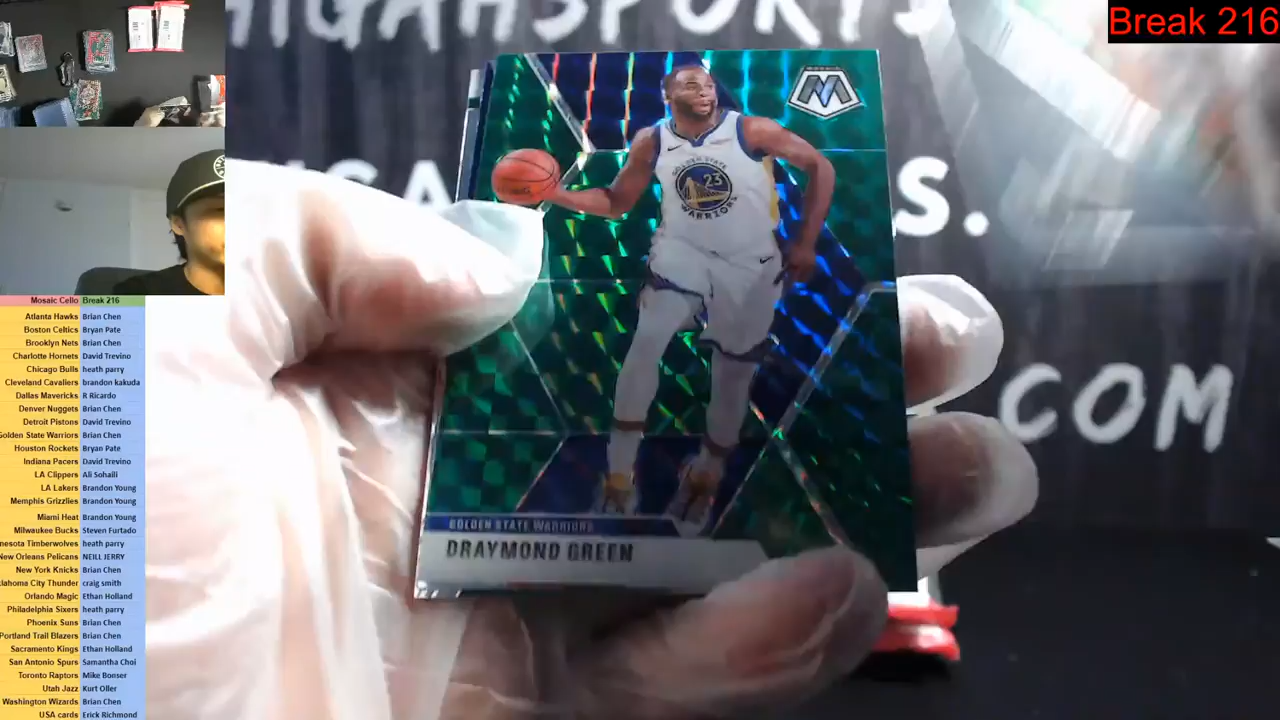 Break 216
HIGAHSPORTS
S.
COM
MOSAIC
M
GOLDEN STATE
23
WARRIORS
GOLDEN STATE WARRIORS
DRAYMOND GREEN
Mosaic Cello Break 216
Atlanta Hawks Brian Chen
Boston Celtics Bryan Pate
Brooklyn Nets Brian Chen
Charlotte Hornets David Trevino
Chicago Bulls heath parry
Cleveland Cavaliers brandon kakuda
Dallas Mavericks R Ricardo
Denver Nuggets Brian Chen
Detroit Pistons David Trevino
Golden State Warriors Brian Chen
Houston Rockets Bryan Pate
Indiana Pacers David Trevino
LA Clippers Ali Sohaili
LA Lakers Brandon Young
Memphis Grizzlies Brandon Young
Miami Heat Brandon Young
Milwaukee Bucks Steven Furtado
nesota Timberwolves heath parry
New Orleans Pelicans NEILL JERRY
New York Knicks Brian Chen
klahoma City Thunder craig smith
Orlando Magic Ethan Holland
Philadelphia Sixers heath parry
Phoenix Suns Brian Chen
Portland Trail Blazers Brian Chen
Sacramento Kings Ethan Holland
San Antonio Spurs Samantha Choi
Toronto Raptors Mike Bonser
Utah Jazz Kurt Oller
Washington Wizards Brian Chen
USA cards Erick Richmond